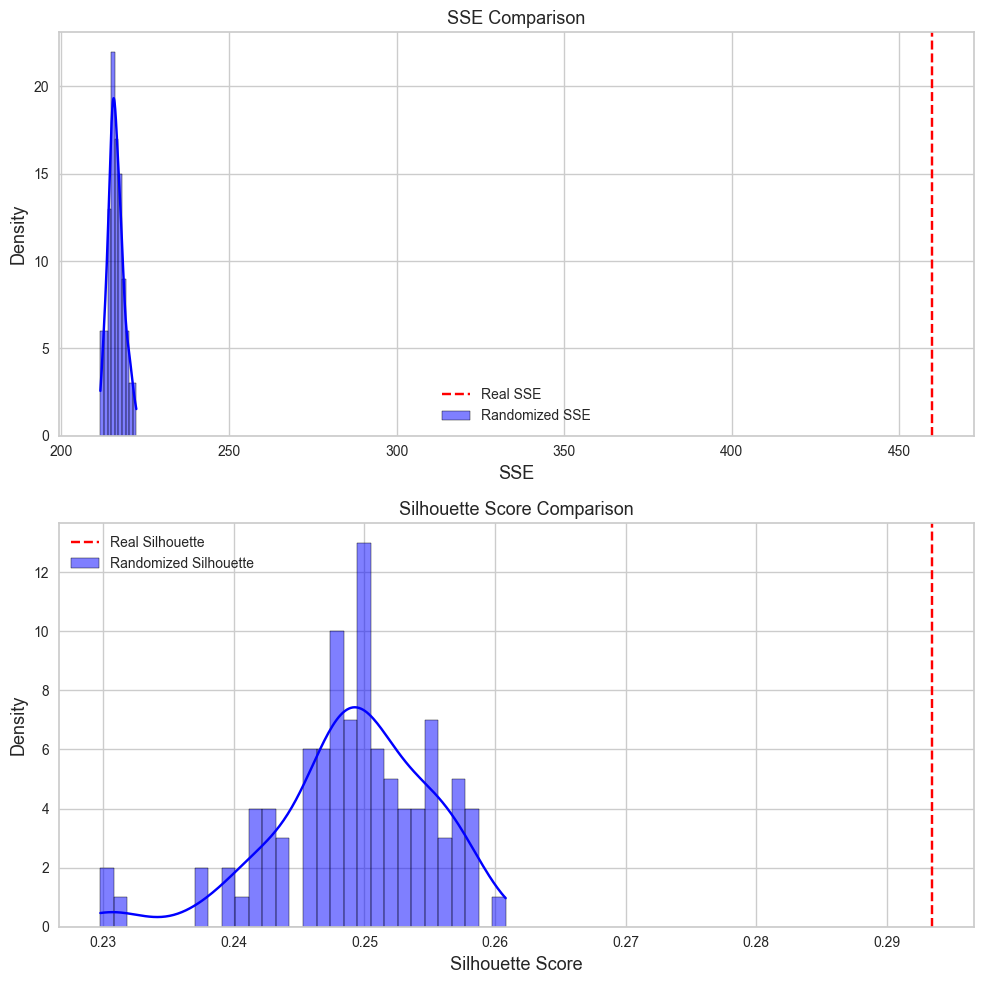 SSE Comparison
Density
20
15
10
5
0
Real SSE
Randomized SSE
200 250 300 350 400 450
SSE
Silhouette Score Comparison
Real Silhouette
Randomized Silhouette
Density
12
10
8
6
4
2
0
0.23 0.24 0.25 0.26 0.27 0.28 0.29
Silhouette Score